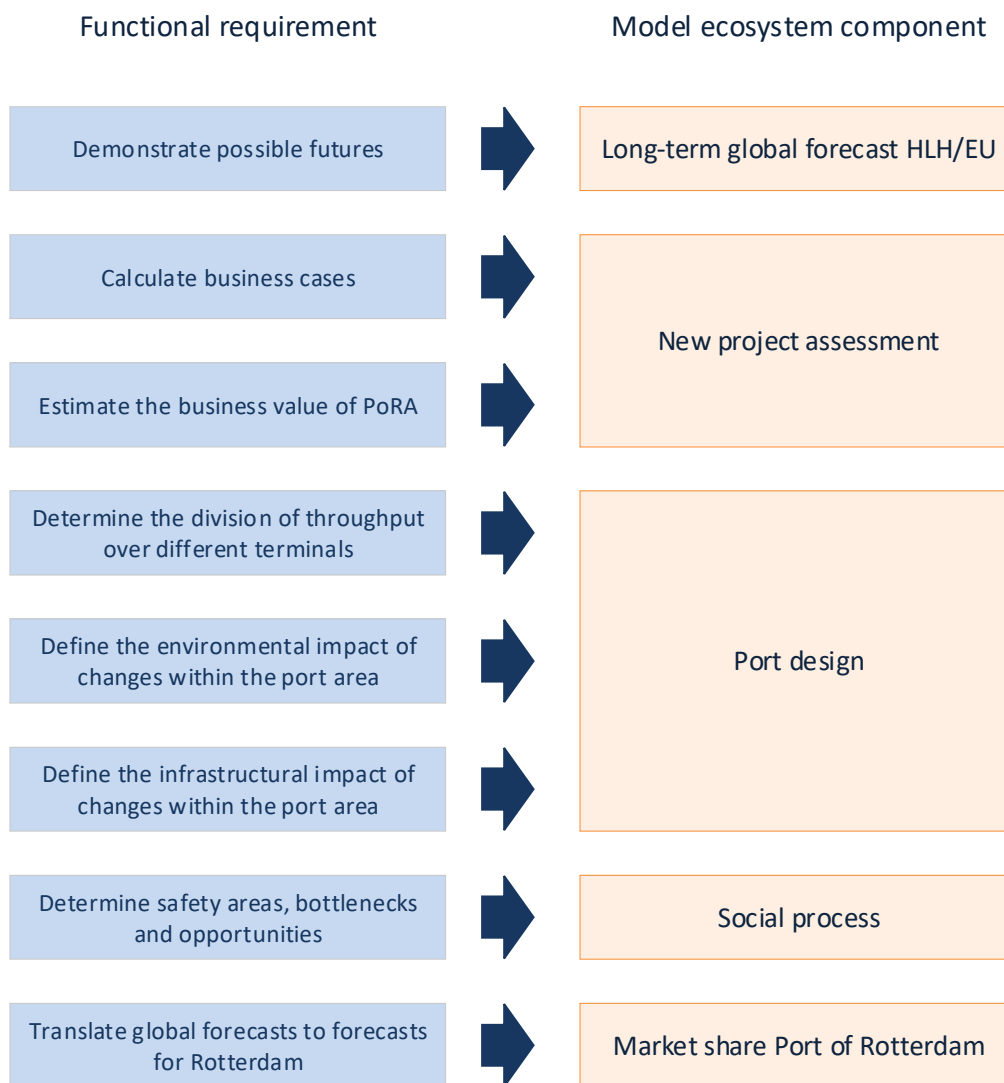 Functional requirement
Model ecosystem component
Demonstrate possible futures
Long-term global forecast HLH/EU
Calculate business cases
New project assessment
Estimate the business value of PoRA
Determine the division of throughput
over different terminals
Port design
Define the environmental impact of
changes within the port area
Define the infrastructural impact of
changes within the port area
Determine safety areas, bottlenecks
and opportunities
Social process
Translate global forecasts to forecasts
for Rotterdam
Market share Port of Rotterdam